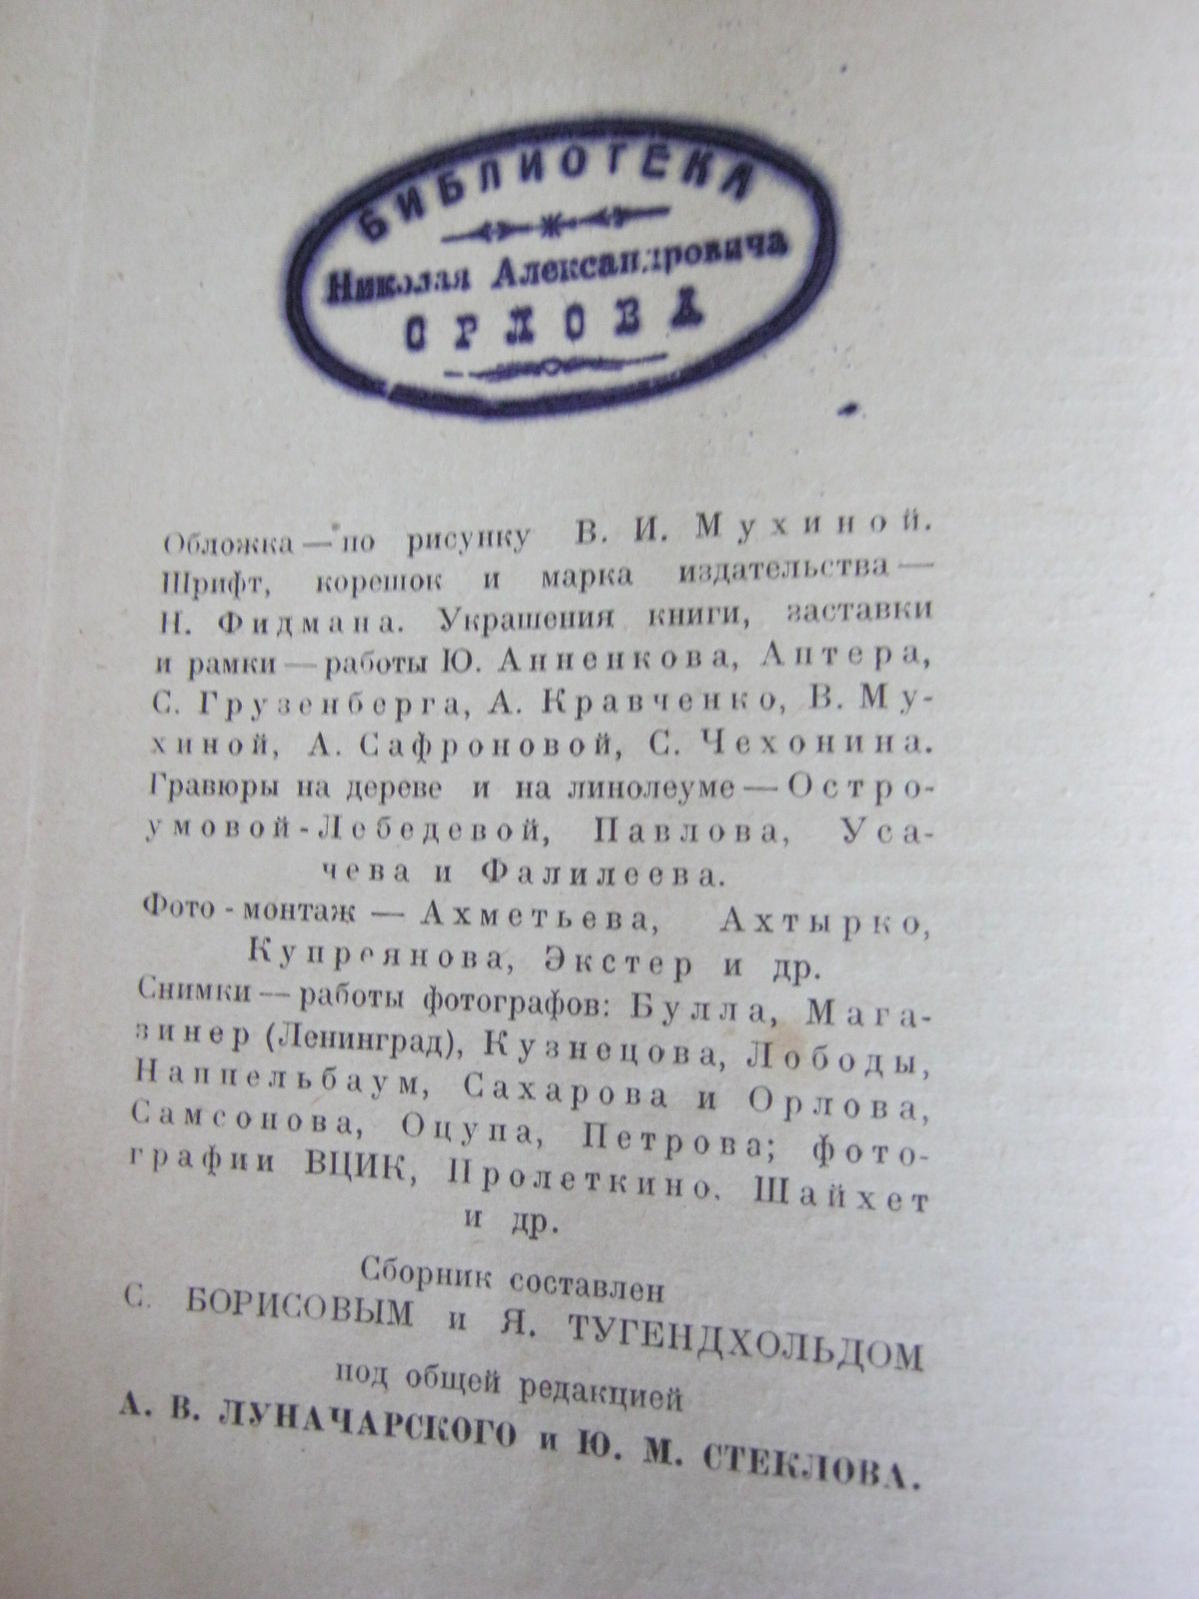 БИБЛИОТЕКА
Николая Александровича
ОРЛОВА
Обложка — по рисунку В. И. Мухиной.
Шрифт, корешок и марка издательства —
Н. Фидмана. Украшения книги, заставки
и рамки — работы Ю. Анненкова, Аптера,
С. Грузенберга, А. Кравченко, В. Му-
хиной, А. Сафроновой, С. Чехонина.
Гравюры на дереве и на линолеуме — Остро-
умовой-Лебедевой, Павлова, Уса-
чева и Фалилеева.
Фото-монтаж — Ахметьева, Ахтырко,
Купреянова, Экстер и др.
Снимки — работы фотографов: Булла, Мага-
зинер (Ленинград), Кузнецова, Лободы,
Наппельбаум, Сахарова и Орлова,
Самсонова, Оцупа, Петрова; фото-
графии ВЦИК, Пролеткино. Шайхет
и др.
Сборник составлен
С. БОРИСОВЫМ и Я. ТУГЕНДХОЛЬДОМ
под общей редакцией
А. В. ЛУНАЧАРСКОГО и Ю. М. СТЕКЛОВА.